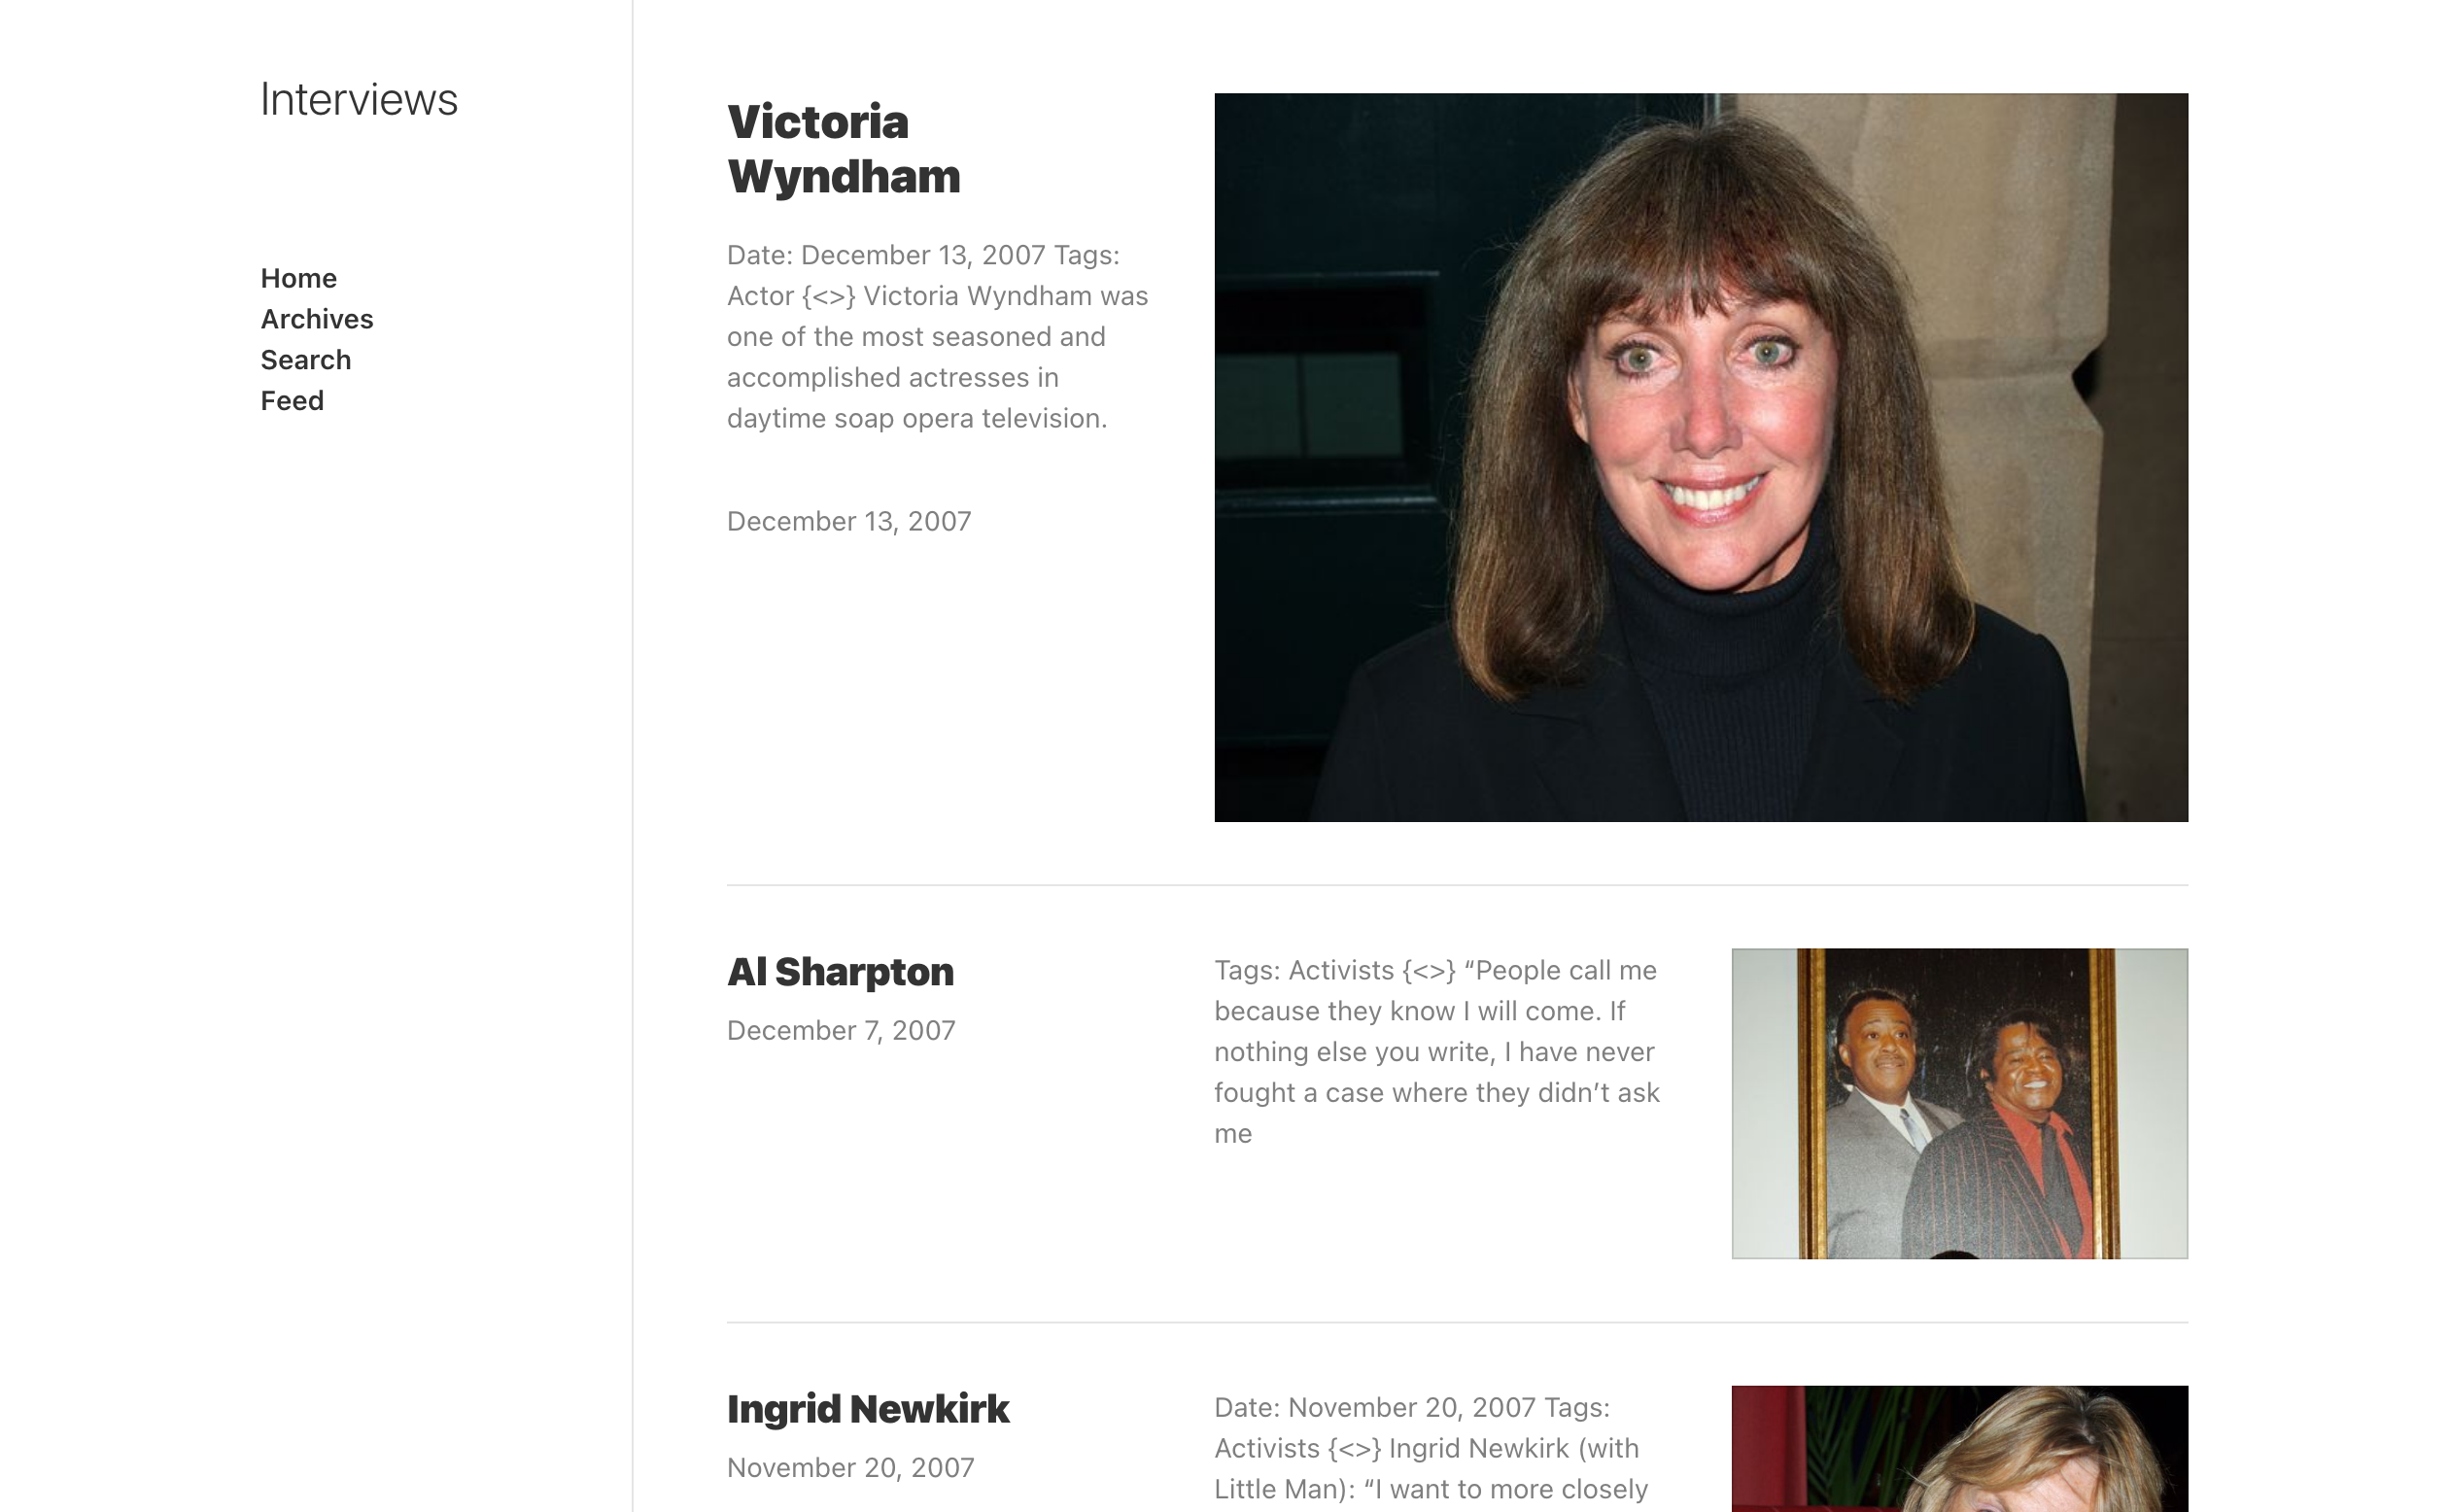 Interviews
Home
Archives
Search
Feed
Victoria
Wyndham
Date: December 13, 2007 Tags:
Actor {<>} Victoria Wyndham was
one of the most seasoned and
accomplished actresses in
daytime soap opera television.
December 13, 2007
Al Sharpton
December 7, 2007
Tags: Activists {<>} “People call me
because they know I will come. If
nothing else you write, I have never
fought a case where they didn’t ask
me
Ingrid Newkirk
November 20, 2007
Date: November 20, 2007 Tags:
Activists {<>} Ingrid Newkirk (with
Little Man): “I want to more closely